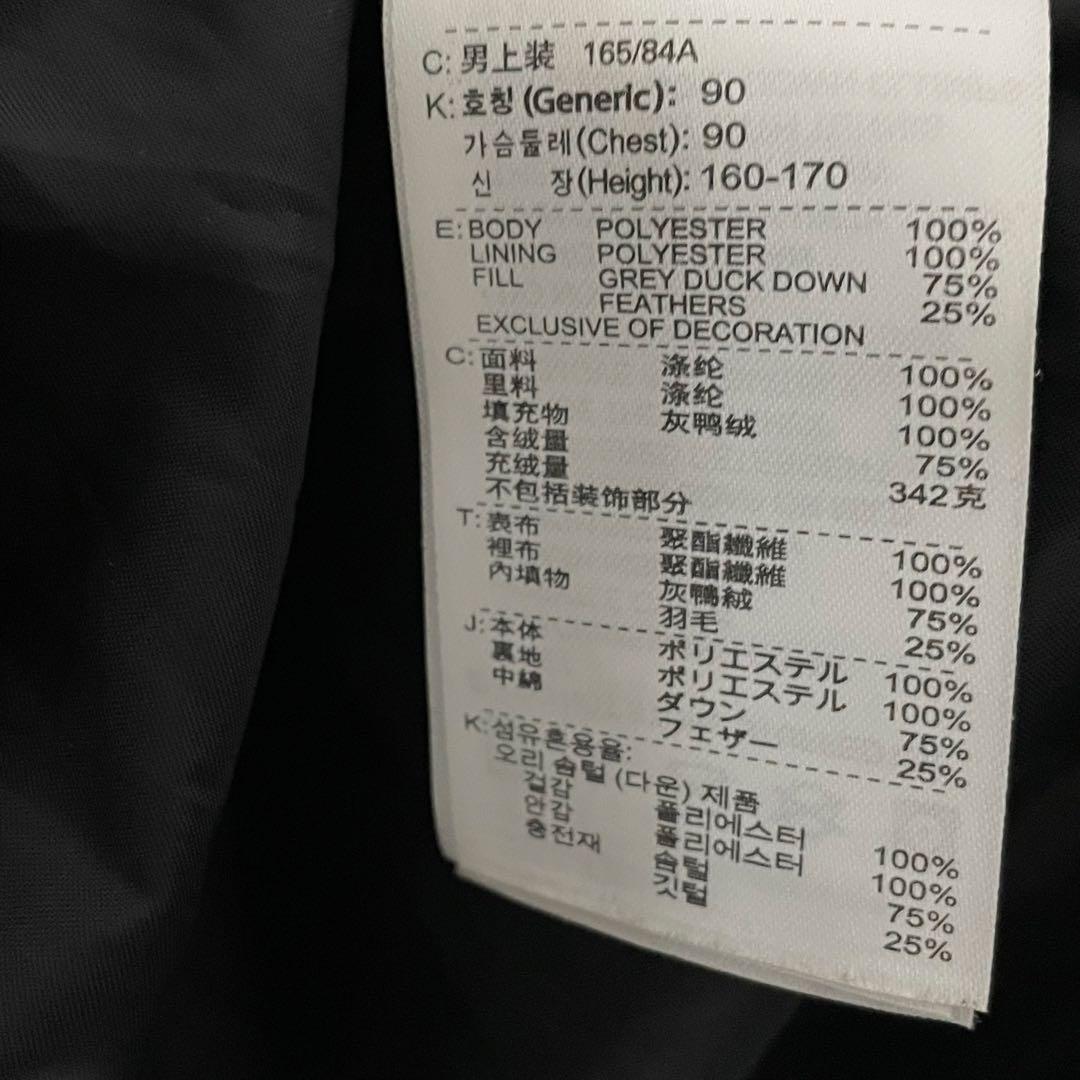 C: 男上装 165/84A
K: 호칭 (Generic): 90
가슴둘레(Chest): 90
신 장(Height): 160-170
E: BODY POLYESTER 100%
LINING POLYESTER 100%
FILL GREY DUCK DOWN 75%
FEATHERS 25%
EXCLUSIVE OF DECORATION
C: 面料 涤纶 100%
里料 涤纶 100%
填充物 灰鸭绒 100%
含绒量 75%
充绒量 342克
不包括装饰部分
T: 表布 聚酯纖維 100%
裡布 聚酯纖維 100%
內填物 灰鴨絨 75%
羽毛 25%
J: 本体 ポリエステル 100%
裏地 ポリエステル 100%
中綿 ダウン 75%
フェザー 25%
K: 섬유혼용율:
오리 솜털 (다운) 제품
겉감 폴리에스터 100%
안감 폴리에스터 100%
충전재 솜털 75%
깃털 25%